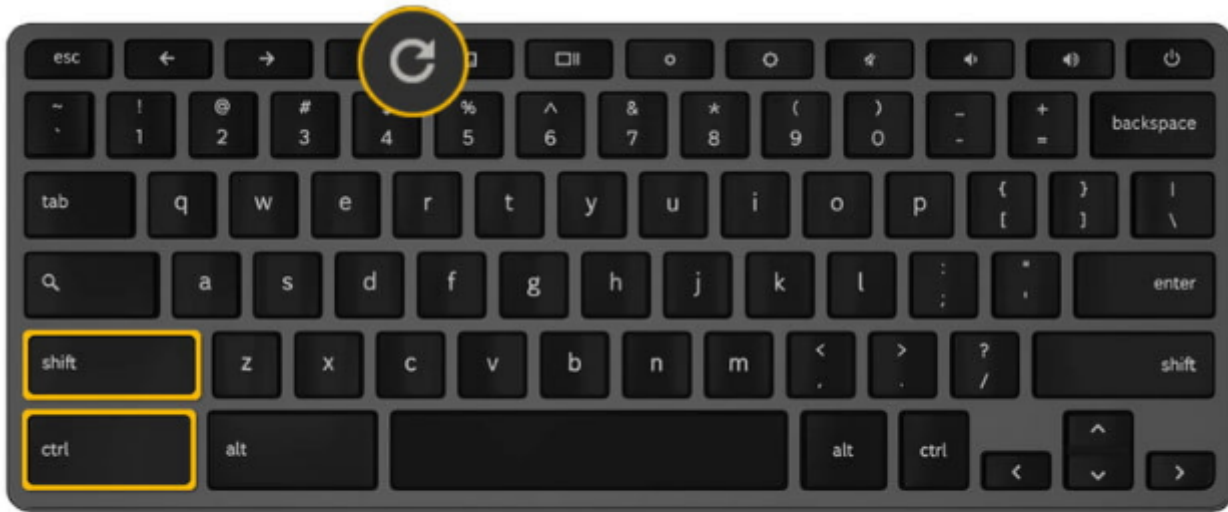 esc
~ ! @ # $ % ^ & * ( ) _ +
` 1 2 3 4 5 6 7 8 9 0 - = backspace
tab q w e r t y u i o p { } |
[ ] \
a s d f g h j k l : " enter
; '
shift z x c v b n m < > ? shift
, . /
ctrl alt alt ctrl